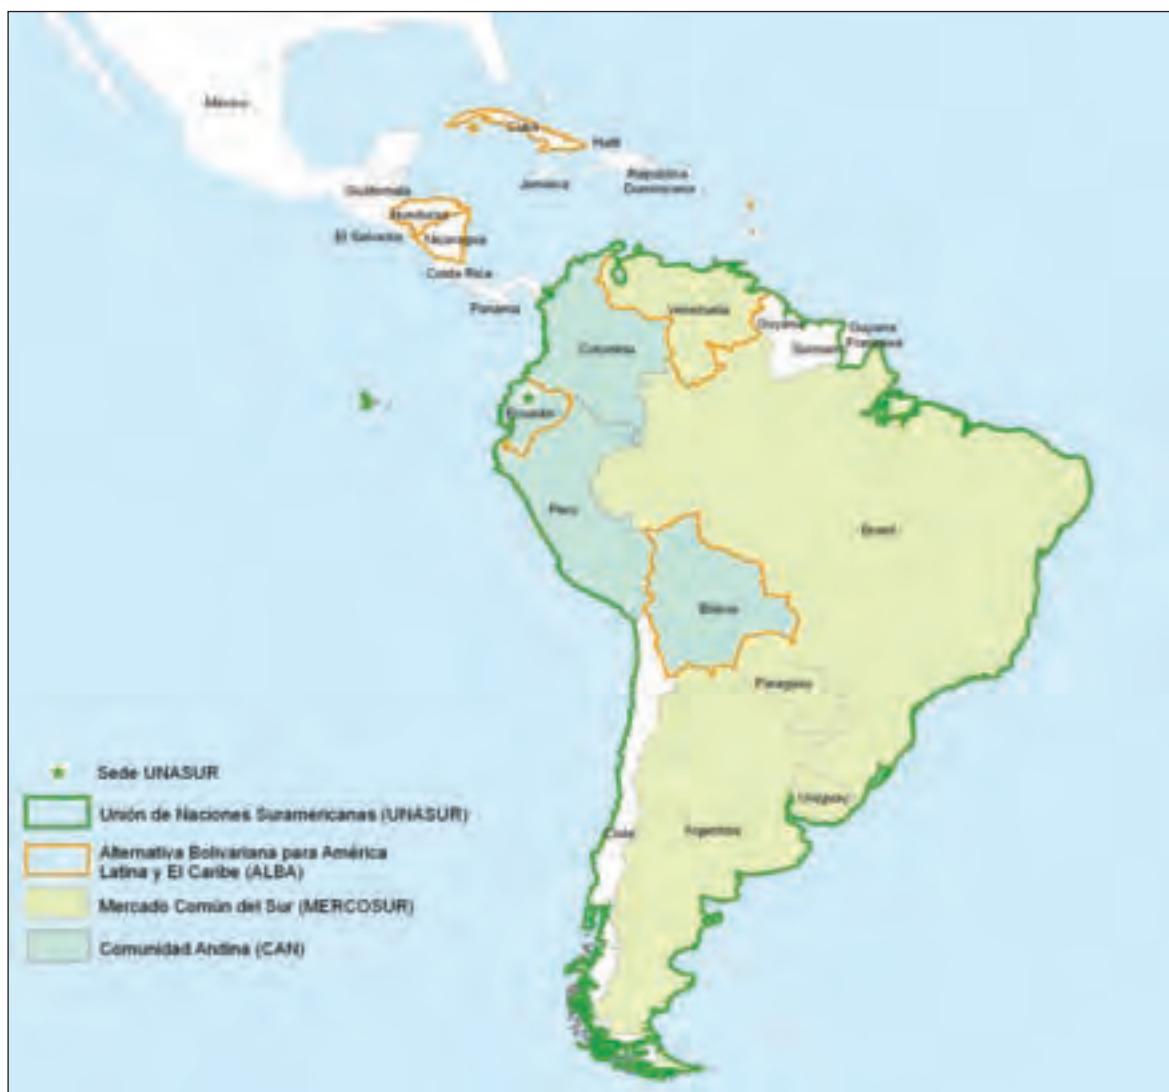 México
Cuba
Haití
Jamaica
República
Dominicana
Guatemala
Honduras
El Salvador
Nicaragua
Costa Rica
Panama
Venezuela
Guyana
Surinam
Guyana
Francesa
Colombia
Ecuador
Perú
Brasil
Bolivia
Paraguay
Uruguay
Chile
Argentina
Sede UNASUR
Unión de Naciones Suramericanas (UNASUR)
Alternativa Bolivariana para América
Latina y El Caribe (ALBA)
Mercado Común del Sur (MERCOSUR)
Comunidad Andina (CAN)